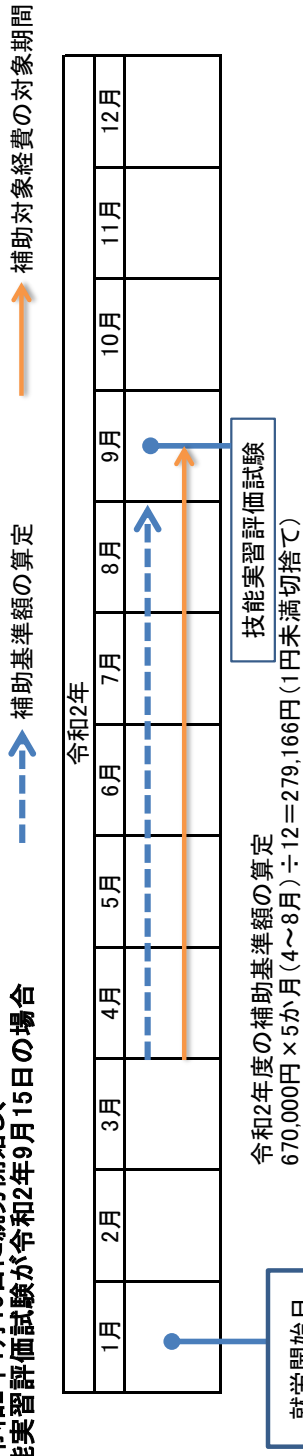 能実習評価試験が令和2年9月15日の場合
補助基準額の算定
補助対象経費の対象期間
令和2年
1月
2月
3月
4月
5月
6月
7月
8月
9月
10月
11月
12月
就労開始日
技能実習評価試験
令和2年度の補助基準額の算定
670,000円×5か月(4～8月)÷12=279,166円(1円未満切捨て)